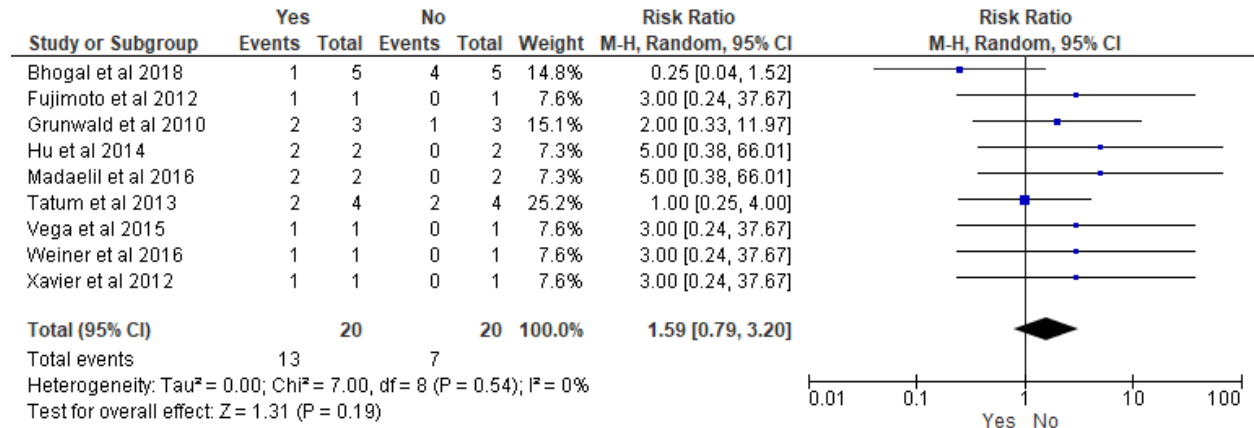 Yes No Risk Ratio Risk Ratio
Study or Subgroup Events Total Events Total Weight M-H, Random, 95% CI M-H, Random, 95% CI
Bhogal et al 2018 1 5 4 5 14.8% 0.25 [0.04, 1.52]
Fujimoto et al 2012 1 1 0 1 7.6% 3.00 [0.24, 37.67]
Grunwald et al 2010 2 3 1 3 15.1% 2.00 [0.33, 11.97]
Hu et al 2014 2 2 0 2 7.3% 5.00 [0.38, 66.01]
Madaelil et al 2016 2 2 0 2 7.3% 5.00 [0.38, 66.01]
Tatum et al 2013 2 4 2 4 25.2% 1.00 [0.25, 4.00]
Vega et al 2015 1 1 0 1 7.6% 3.00 [0.24, 37.67]
Weiner et al 2016 1 1 0 1 7.6% 3.00 [0.24, 37.67]
Xavier et al 2012 1 1 0 1 7.6% 3.00 [0.24, 37.67]
Total (95% CI) 20 20 100.0% 1.59 [0.79, 3.20]
Total events 13 7
Heterogeneity: Tau² = 0.00; Chi² = 7.00, df = 8 (P = 0.54); I² = 0%
Test for overall effect: Z = 1.31 (P = 0.19)
0.01 0.1 1 10 100
Yes No